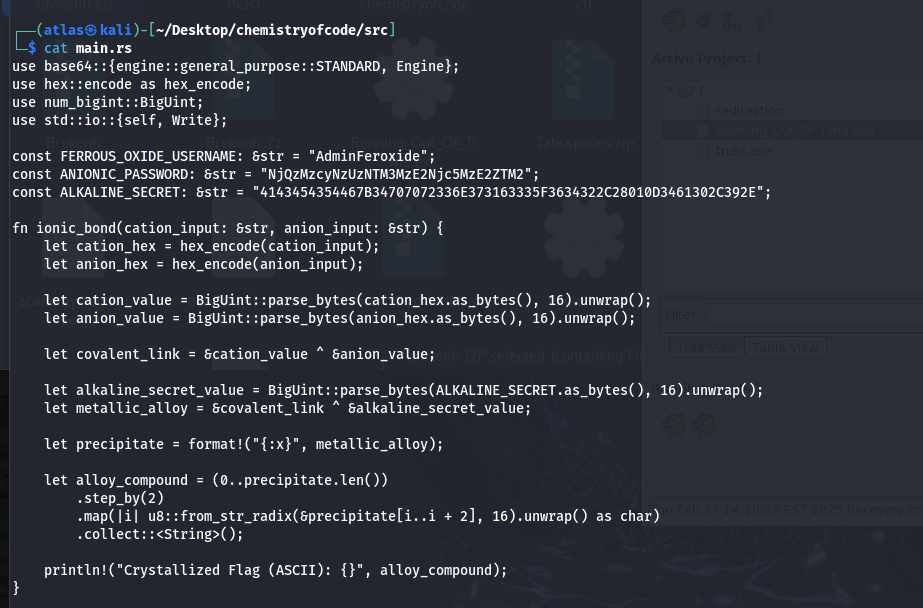 Brokenfr (2)
PCRT
chemistryofcode
ctf
┌──(atlas㉿kali)-[~/Desktop/chemistryofcode/src]
└─$ cat main.rs
use base64::{engine::general_purpose::STANDARD, Engine};
use hex::encode as hex_encode;
use num_bigint::BigUint;
use std::io::{self, Write};
Active Project: f
f
redirection
Running_Out_Of_Time.exe
trust.exe
Brokenfr
Brokenfr.7z
Running_Out_Of_Ti
Tabsspaces.zip
const FERROUS_OXIDE_USERNAME: &str = "AdminFeroxide";
const ANIONIC_PASSWORD: &str = "NjQzMzcyNzUzNTM3MzE2Njc5MzE2ZTM2";
const ALKALINE_SECRET: &str = "4143454354467B34707072336E373163335F3634322C28010D3461302C392E";
fn ionic_bond(cation_input: &str, anion_input: &str) {
    let cation_hex = hex_encode(cation_input);
    let anion_hex = hex_encode(anion_input);
    let cation_value = BigUint::parse_bytes(cation_hex.as_bytes(), 16).unwrap();
    let anion_value = BigUint::parse_bytes(anion_hex.as_bytes(), 16).unwrap();
Filter:
Tree View
Table View
    let covalent_link = &cation_value ^ &anion_value;
    let alkaline_secret_value = BigUint::parse_bytes(ALKALINE_SECRET.as_bytes(), 16).unwrap();
    let metallic_alloy = &covalent_link ^ &alkaline_secret_value;
    let precipitate = format!("{:x}", metallic_alloy);
    let alloy_compound = (0..precipitate.len())
        .step_by(2)
        .map(|i| u8::from_str_radix(&precipitate[i..i + 2], 16).unwrap() as char)
        .collect::<String>();
Feb 27 14:18:29 EST 2025 Recovery
    println!("Crystallized Flag (ASCII): {}", alloy_compound);
}